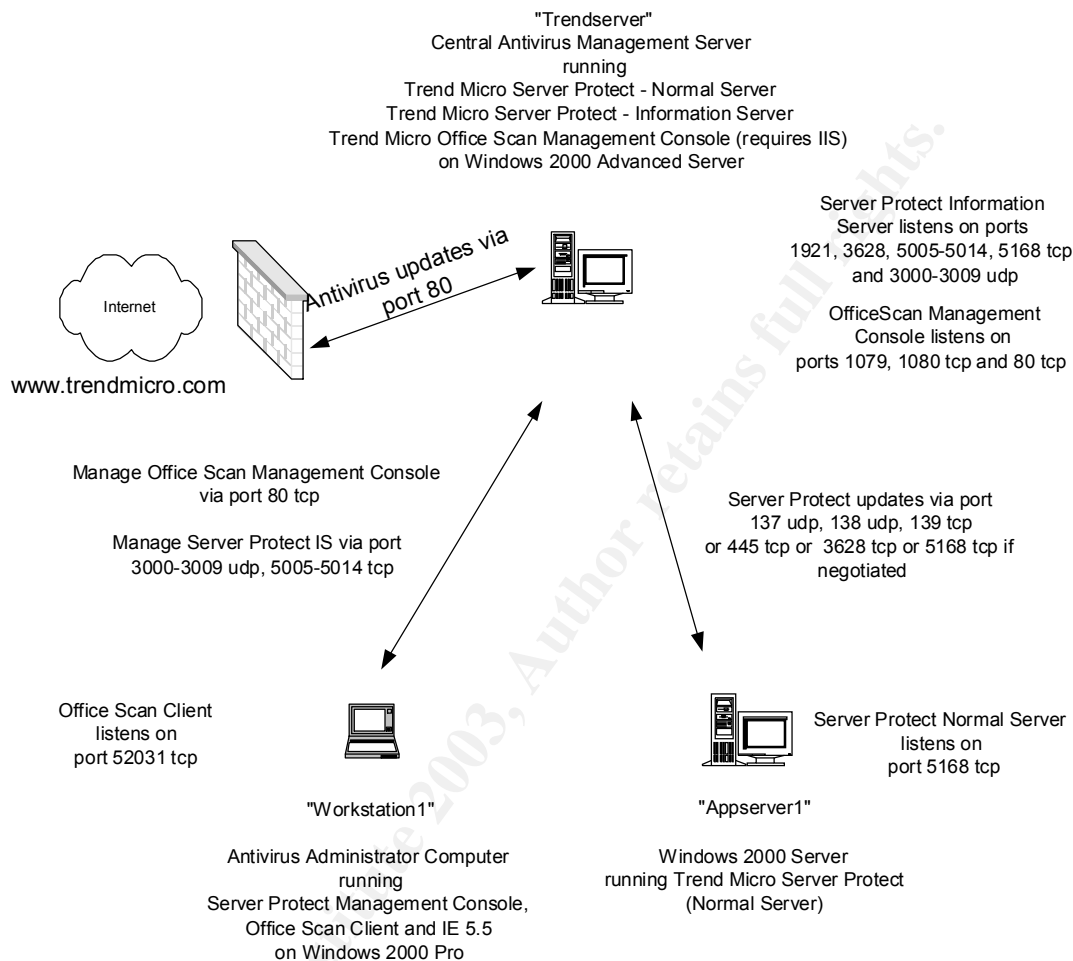 "Trendserver"
Central Antivirus Management Server
running
Trend Micro Server Protect - Normal Server
Trend Micro Server Protect - Information Server
Trend Micro Office Scan Management Console (requires IIS)
on Windows 2000 Advanced Server
Server Protect Information
Server listens on ports
1921, 3628, 5005-5014, 5168 tcp
and 3000-3009 udp
OfficeScan Management
Console listens on
ports 1079, 1080 tcp and 80 tcp
Antivirus updates via
port 80
Internet
www.trendmicro.com
Manage Office Scan Management Console
via port 80 tcp
Manage Server Protect IS via port
3000-3009 udp, 5005-5014 tcp
Server Protect updates via port
137 udp, 138 udp, 139 tcp
or 445 tcp or 3628 tcp or 5168 tcp if
negotiated
Office Scan Client
listens on
port 52031 tcp
Server Protect Normal Server
listens on
port 5168 tcp
"Workstation1"
Antivirus Administrator Computer
running
Server Protect Management Console,
Office Scan Client and IE 5.5
on Windows 2000 Pro
"Appserver1"
Windows 2000 Server
running Trend Micro Server Protect
(Normal Server)
2003, Author retains full rights.